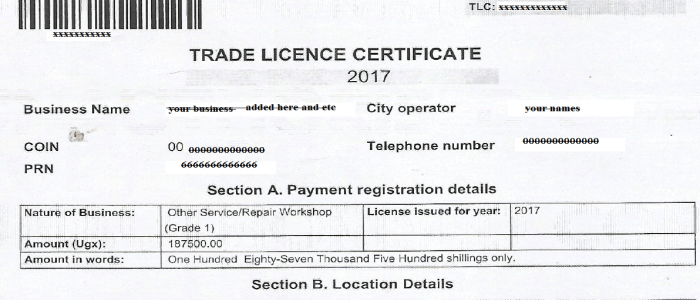 TLC: xxxxxxxxxxxxx
xxxxxxxxxxx
TRADE LICENCE CERTIFICATE
2017
Business Name your business added here and etc City operator your names
COIN 00 0000000000000 Telephone number 0000000000000
PRN 6666666666666
Section A. Payment registration details
Nature of Business: Other Service/Repair Workshop License issued for year: 2017
(Grade 1)
Amount (Ugx): 187500.00
Amount in words: One Hundred Eighty-Seven Thousand Five Hundred shillings only.
Section B. Location Details